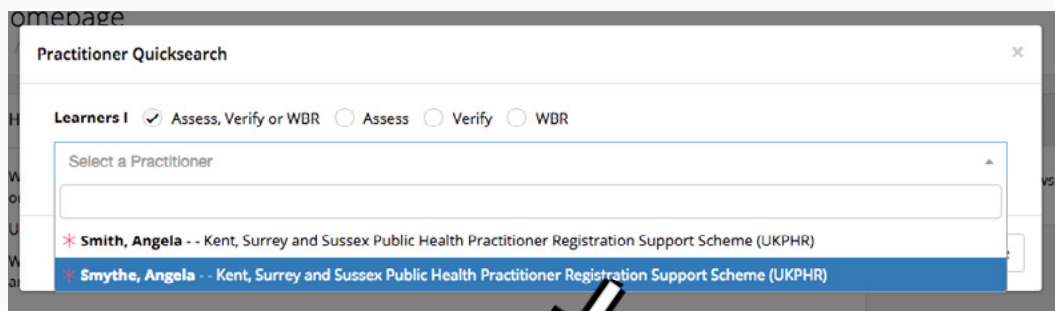 omepage
Practitioner Quicksearch ×
Learners I Assess, Verify or WBR Assess Verify WBR
Select a Practitioner
Smith, Angela - - Kent, Surrey and Sussex Public Health Practitioner Registration Support Scheme (UKPHR)
Smythe, Angela - - Kent, Surrey and Sussex Public Health Practitioner Registration Support Scheme (UKPHR)